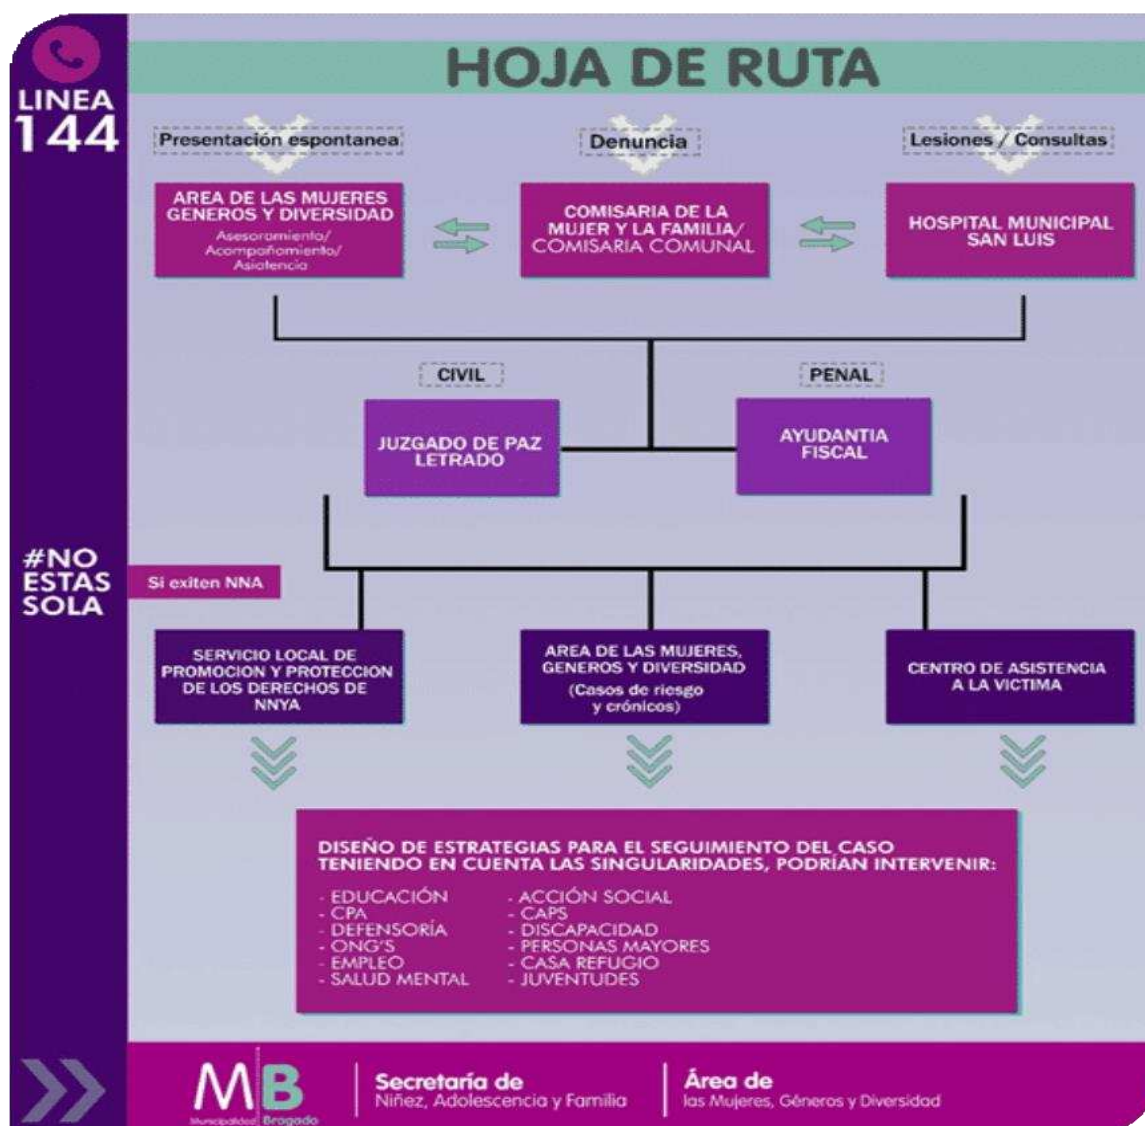 LINEA
144
HOJA DE RUTA
Presentación espontanea
Denuncia
Lesiones / Consultas
AREA DE LAS MUJERES
GENEROS Y DIVERSIDAD
Asesoramiento/
Acompañamiento/
Asistencia
COMISARIA DE LA
MUJER Y LA FAMILIA/
COMISARIA COMUNAL
HOSPITAL MUNICIPAL
SAN LUIS
CIVIL
PENAL
JUZGADO DE PAZ
LETRADO
AYUDANTIA
FISCAL
#NO
ESTAS
SOLA
Si exiten NNA
SERVICIO LOCAL DE
PROMOCION Y PROTECCION
DE LOS DERECHOS DE
NNYA
AREA DE LAS MUJERES,
GENEROS Y DIVERSIDAD
(Casos de riesgo
y crónicos)
CENTRO DE ASISTENCIA
A LA VICTIMA
DISEÑO DE ESTRATEGIAS PARA EL SEGUIMIENTO DEL CASO
TENIENDO EN CUENTA LAS SINGULARIDADES, PODRÍAN INTERVENIR:
- EDUCACIÓN
- CPA
- DEFENSORÍA
- ONG'S
- EMPLEO
- SALUD MENTAL
- ACCIÓN SOCIAL
- CAPS
- DISCAPACIDAD
- PERSONAS MAYORES
- CASA REFUGIO
- JUVENTUDES
MB
Municipalidad Bragado
Secretaría de
Niñez, Adolescencia y Familia
Área de
las Mujeres, Géneros y Diversidad